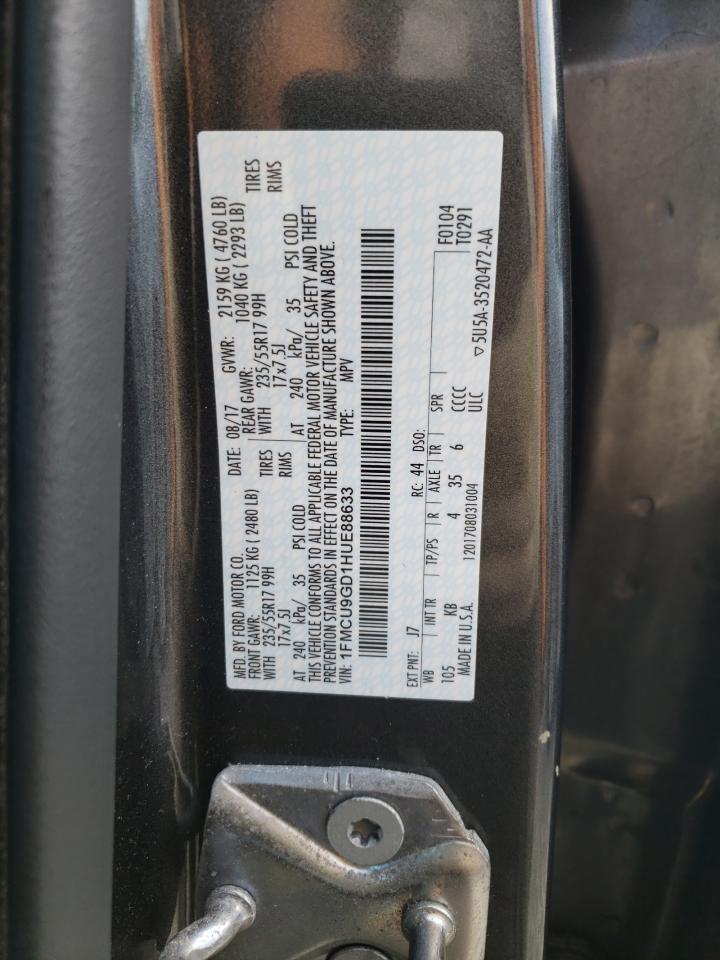 MFD. BY FORD MOTOR CO. DATE: 08/17 GVWR: 2159 KG ( 4760 LB)
FRONT GAWR: 1125 KG ( 2480 LB) REAR GAWR: 1040 KG ( 2293 LB)
WITH 235/55R17 99H TIRES WITH 235/55R17 99H TIRES
17x7.5J RIMS 17x7.5J RIMS
AT 240 kPa/ 35 PSI COLD AT 240 kPa/ 35 PSI COLD
THIS VEHICLE CONFORMS TO ALL APPLICABLE FEDERAL MOTOR VEHICLE SAFETY AND THEFT
PREVENTION STANDARDS IN EFFECT ON THE DATE OF MANUFACTURE SHOWN ABOVE.
VIN: 1FMCU9GD1HUE88633 TYPE: MPV
EXT PNT: J7 RC: 44 DSO: F0104
WB INT TR TP/PS R AXLE TR SPR T0291
105 KB 4 35 6 CCCC
MADE IN U.S.A. 1201708031004 ULC ▽5U5A-3520472-AA